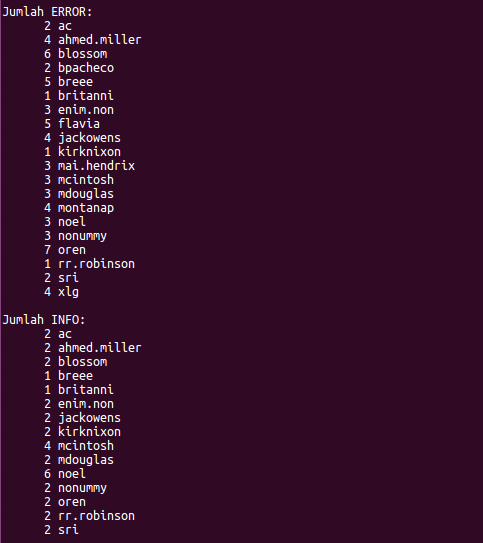 Jumlah ERROR:
      2 ac
      4 ahmed.miller
      6 blossom
      2 bpacheco
      5 breee
      1 britanni
      3 enim.non
      5 flavia
      4 jackowens
      1 kirknixon
      3 mai.hendrix
      3 mcintosh
      3 mdouglas
      4 montanap
      3 noel
      3 nonummy
      7 oren
      1 rr.robinson
      2 sri
      4 xlg

Jumlah INFO:
      2 ac
      2 ahmed.miller
      2 blossom
      1 breee
      1 britanni
      2 enim.non
      2 jackowens
      2 kirknixon
      4 mcintosh
      2 mdouglas
      6 noel
      2 nonummy
      2 oren
      2 rr.robinson
      2 sri